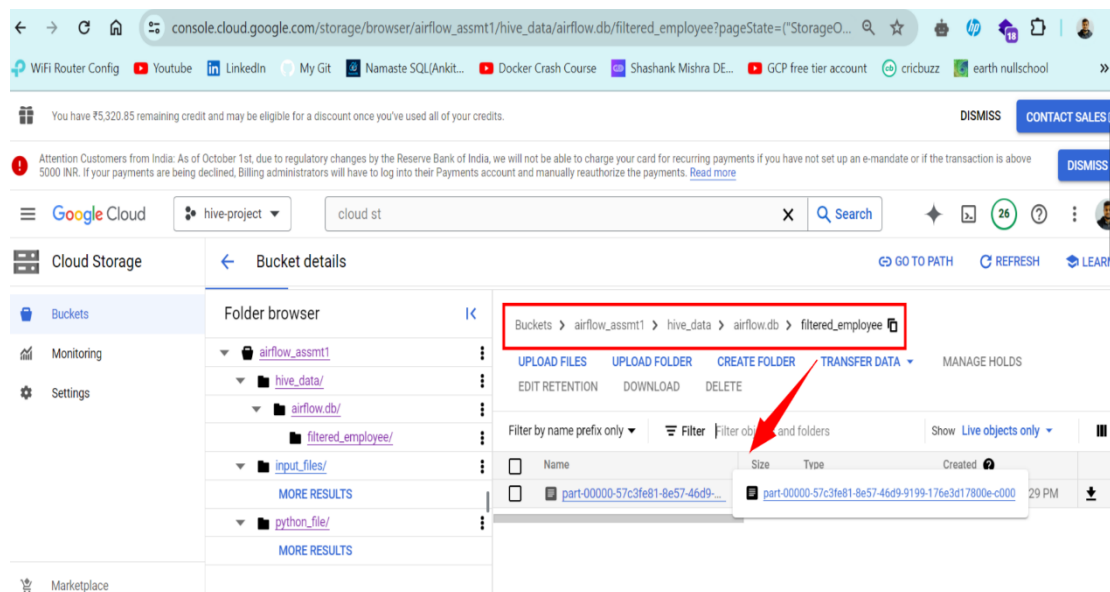 console.cloud.google.com/storage/browser/airflow_assmt1/hive_data/airflow.db/filtered_employee?pageState=("StorageO...
18
WiFi Router Config Youtube LinkedIn My Git Namaste SQL(Ankit... Docker Crash Course Shashank Mishra DE... GCP free tier account cb cricbuzz earth nullschool »
You have ₹5,320.85 remaining credit and may be eligible for a discount once you've used all of your credits. DISMISS CONTACT SALES
Attention Customers from India: As of October 1st, due to regulatory changes by the Reserve Bank of India, we will not be able to charge your card for recurring payments if you have not set up an e-mandate or if the transaction is above
5000 INR. If your payments are being declined, Billing administrators will have to log into their Payments account and manually reauthorize the payments. Read more
DISMISS
Google Cloud hive-project cloud st X Search 26
Cloud Storage Bucket details GO TO PATH REFRESH LEARN
Buckets
Monitoring
Settings
Marketplace
Folder browser
airflow_assmt1
hive_data/
airflow.db/
filtered_employee/
input_files/
MORE RESULTS
python_file/
MORE RESULTS
Buckets > airflow_assmt1 > hive_data > airflow.db > filtered_employee
UPLOAD FILES UPLOAD FOLDER CREATE FOLDER TRANSFER DATA MANAGE HOLDS
EDIT RETENTION DOWNLOAD DELETE
Filter by name prefix only Filter Filter and folders Show Live objects only
Name Size Type Created
part-00000-57c3fe81-8e57-46d9-... part-00000-57c3fe81-8e57-46d9-9199-176e3d17800e-c000 29 PM